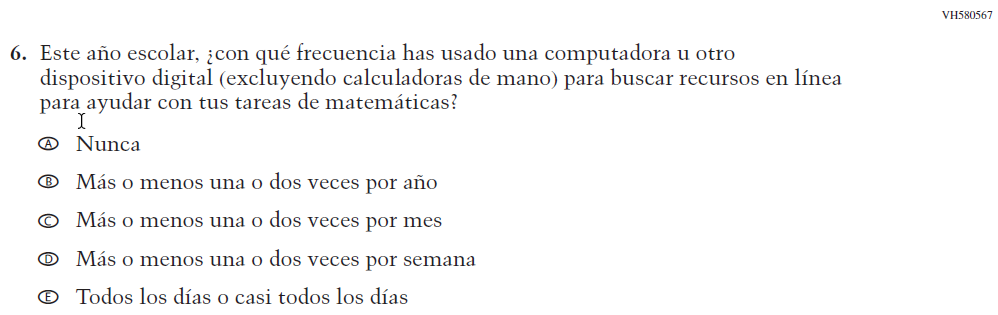 VH580567
6. Este año escolar, ¿con qué frecuencia has usado una computadora u otro
dispositivo digital (excluyendo calculadoras de mano) para buscar recursos en línea
para ayudar con tus tareas de matemáticas?
A Nunca
B Más o menos una o dos veces por año
C Más o menos una o dos veces por mes
D Más o menos una o dos veces por semana
E Todos los días o casi todos los días